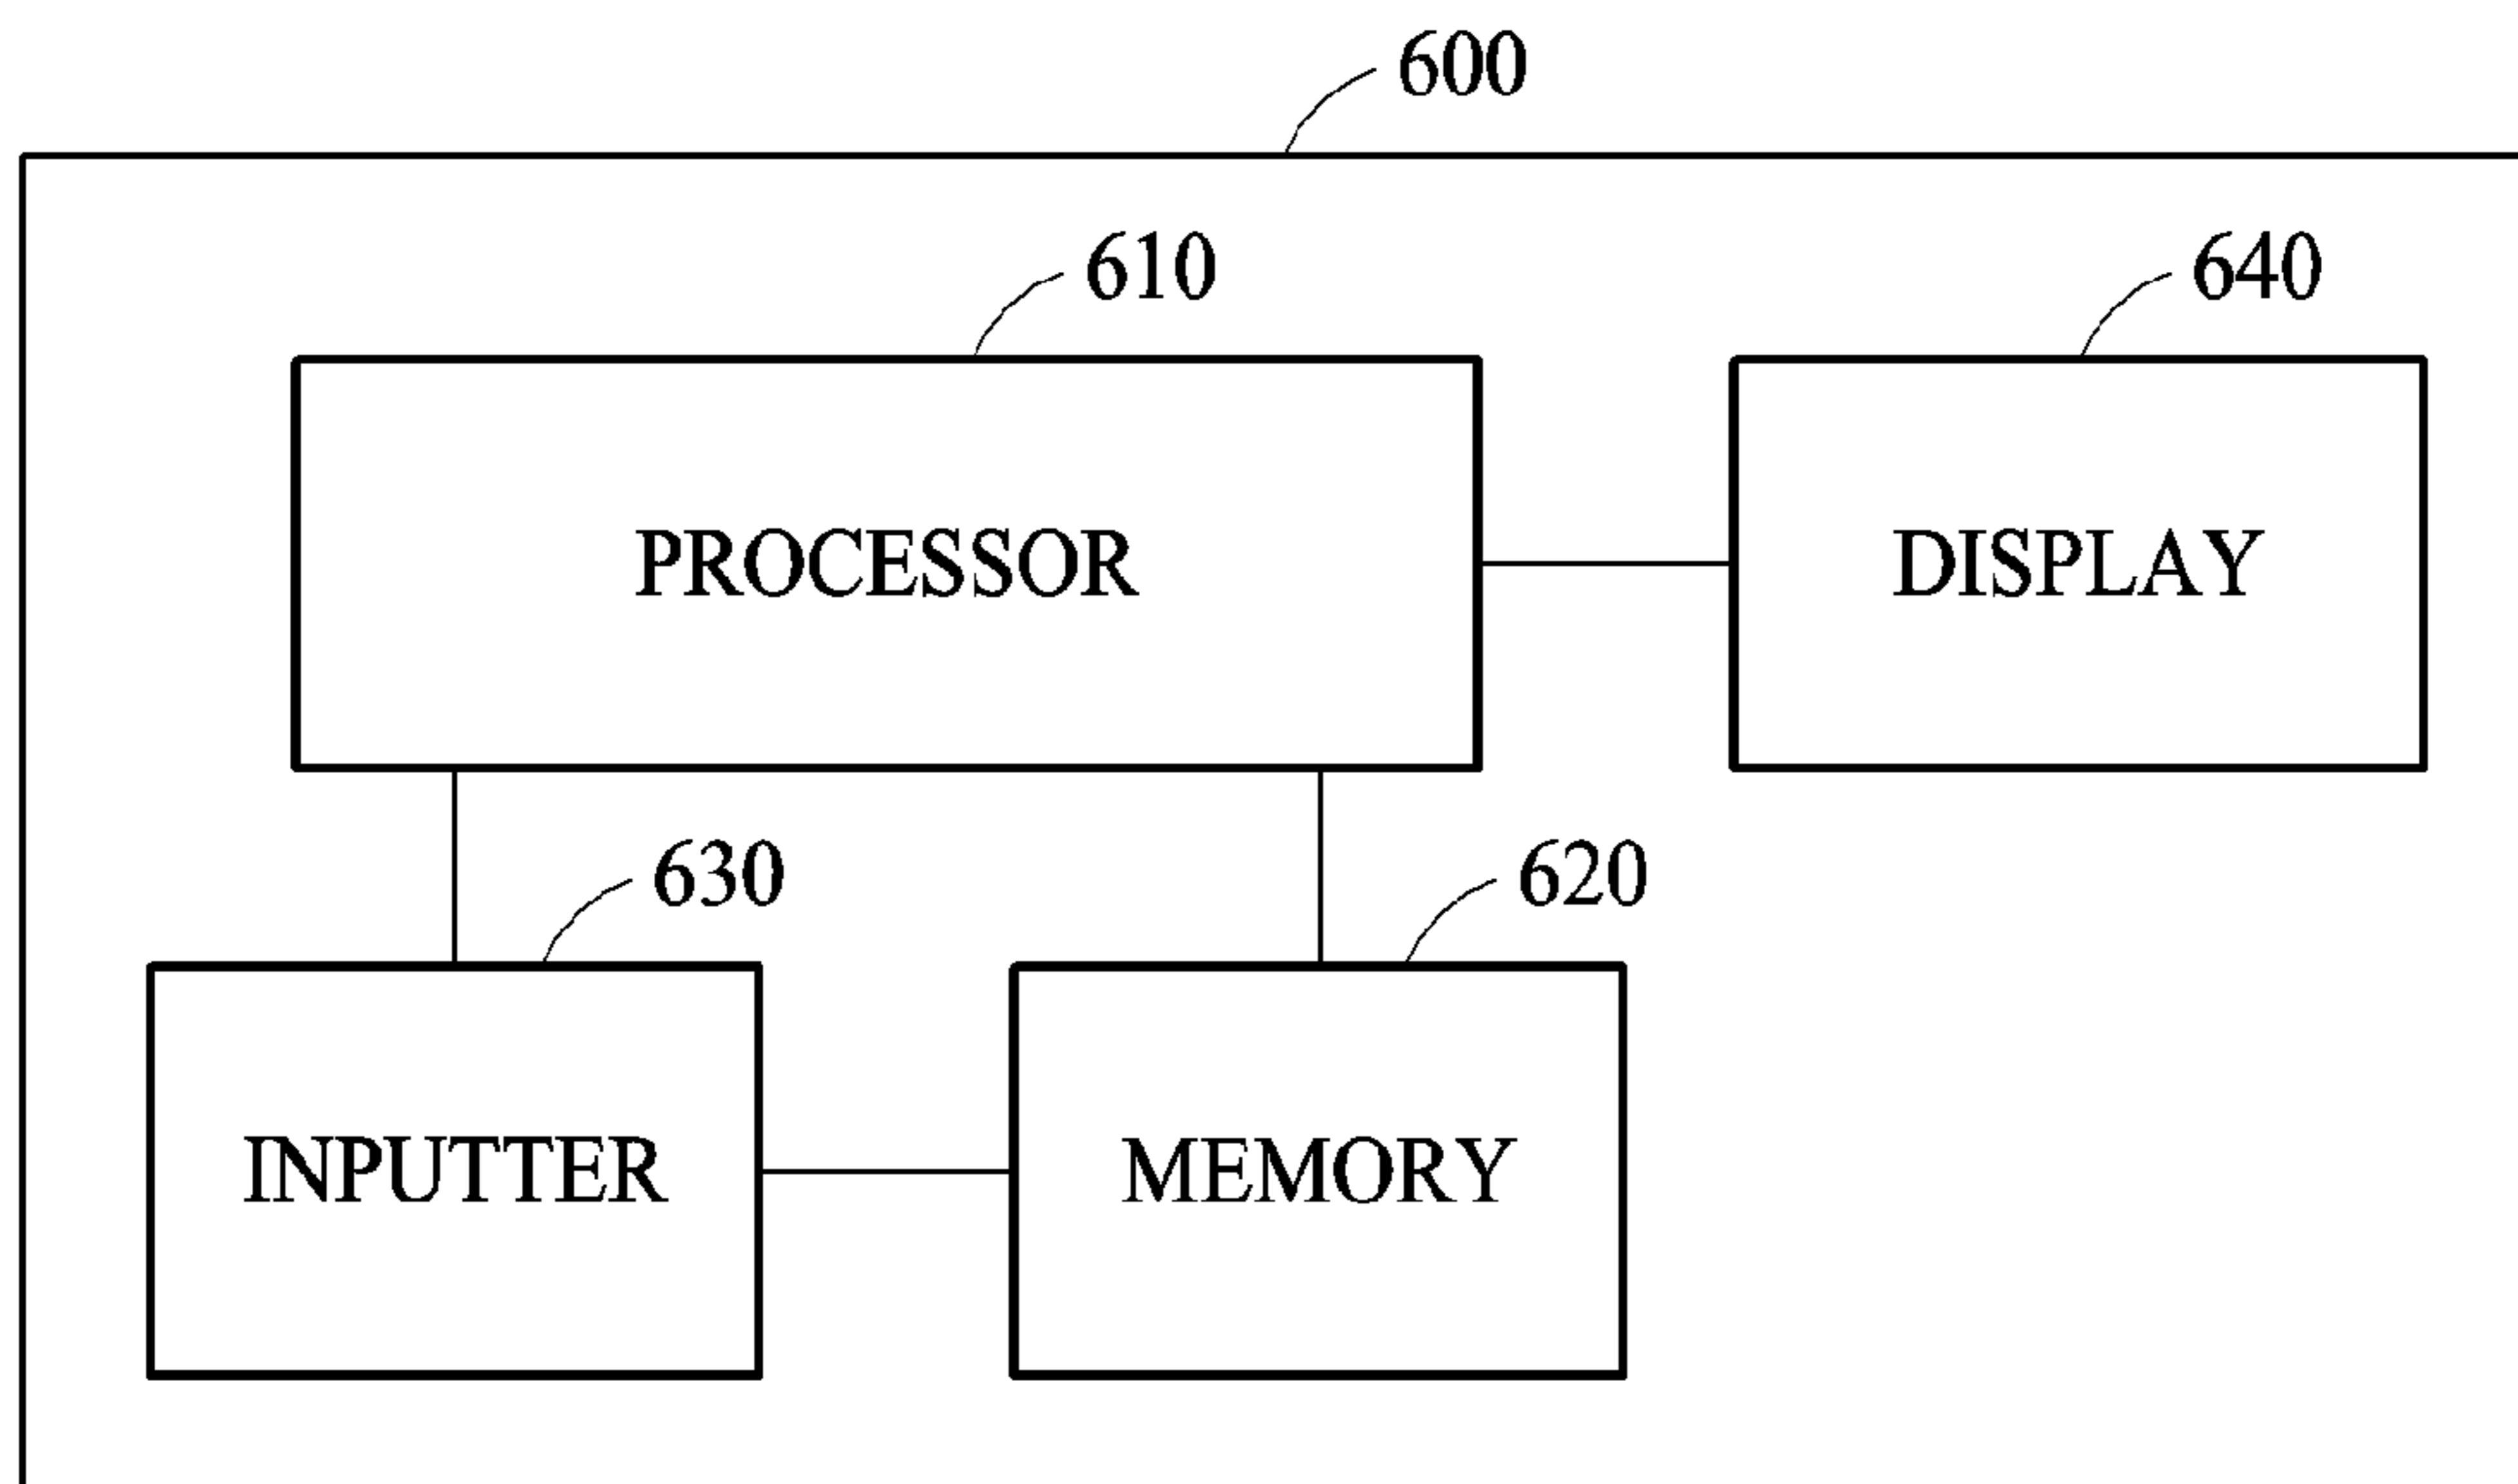 600
610
640
PROCESSOR
DISPLAY
630
620
INPUTTER
MEMORY